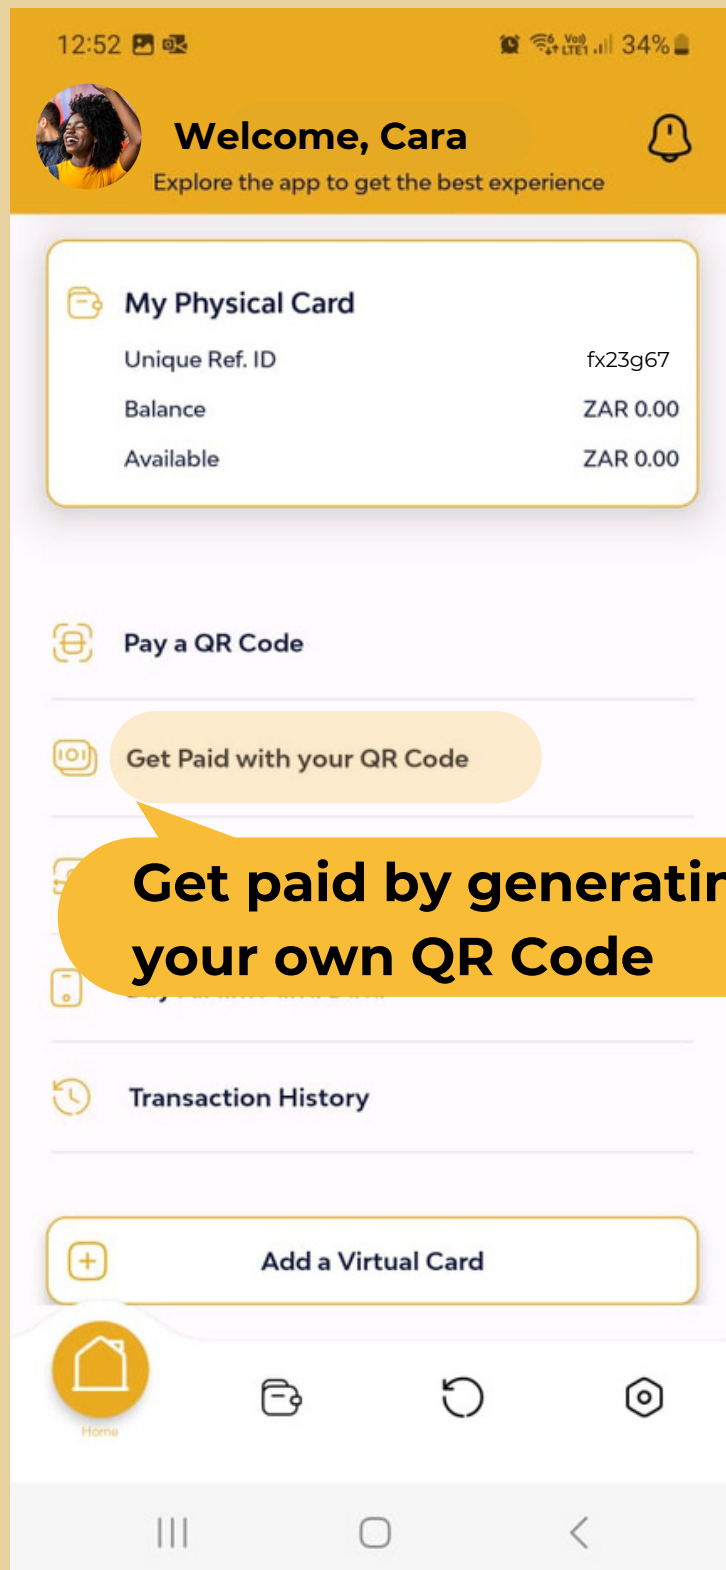 12:52
Vo)) LTE1 34%
Welcome, Cara
Explore the app to get the best experience
My Physical Card
Unique Ref. ID fx23g67
Balance ZAR 0.00
Available ZAR 0.00
Pay a QR Code
Get Paid with your QR Code
Get paid by generatin
your own QR Code
Transaction History
Add a Virtual Card
Home